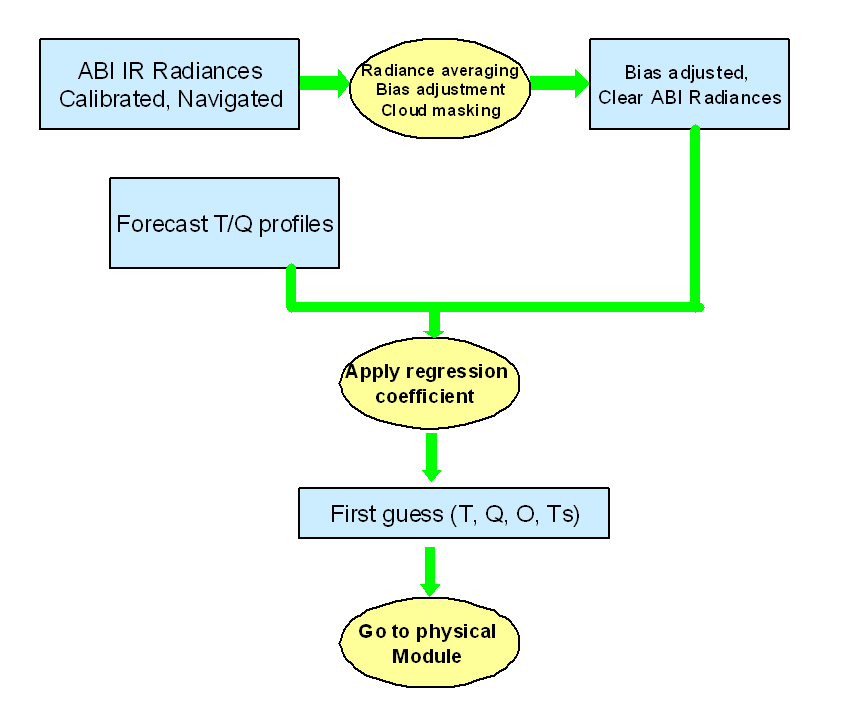 ABI IR Radiances
Calibrated, Navigated
Radiance averaging
Bias adjustment
Cloud masking
Bias adjusted,
Clear ABI Radiances
Forecast T/Q profiles
Apply regression
coefficient
First guess (T, Q, O, Ts)
Go to physical
Module